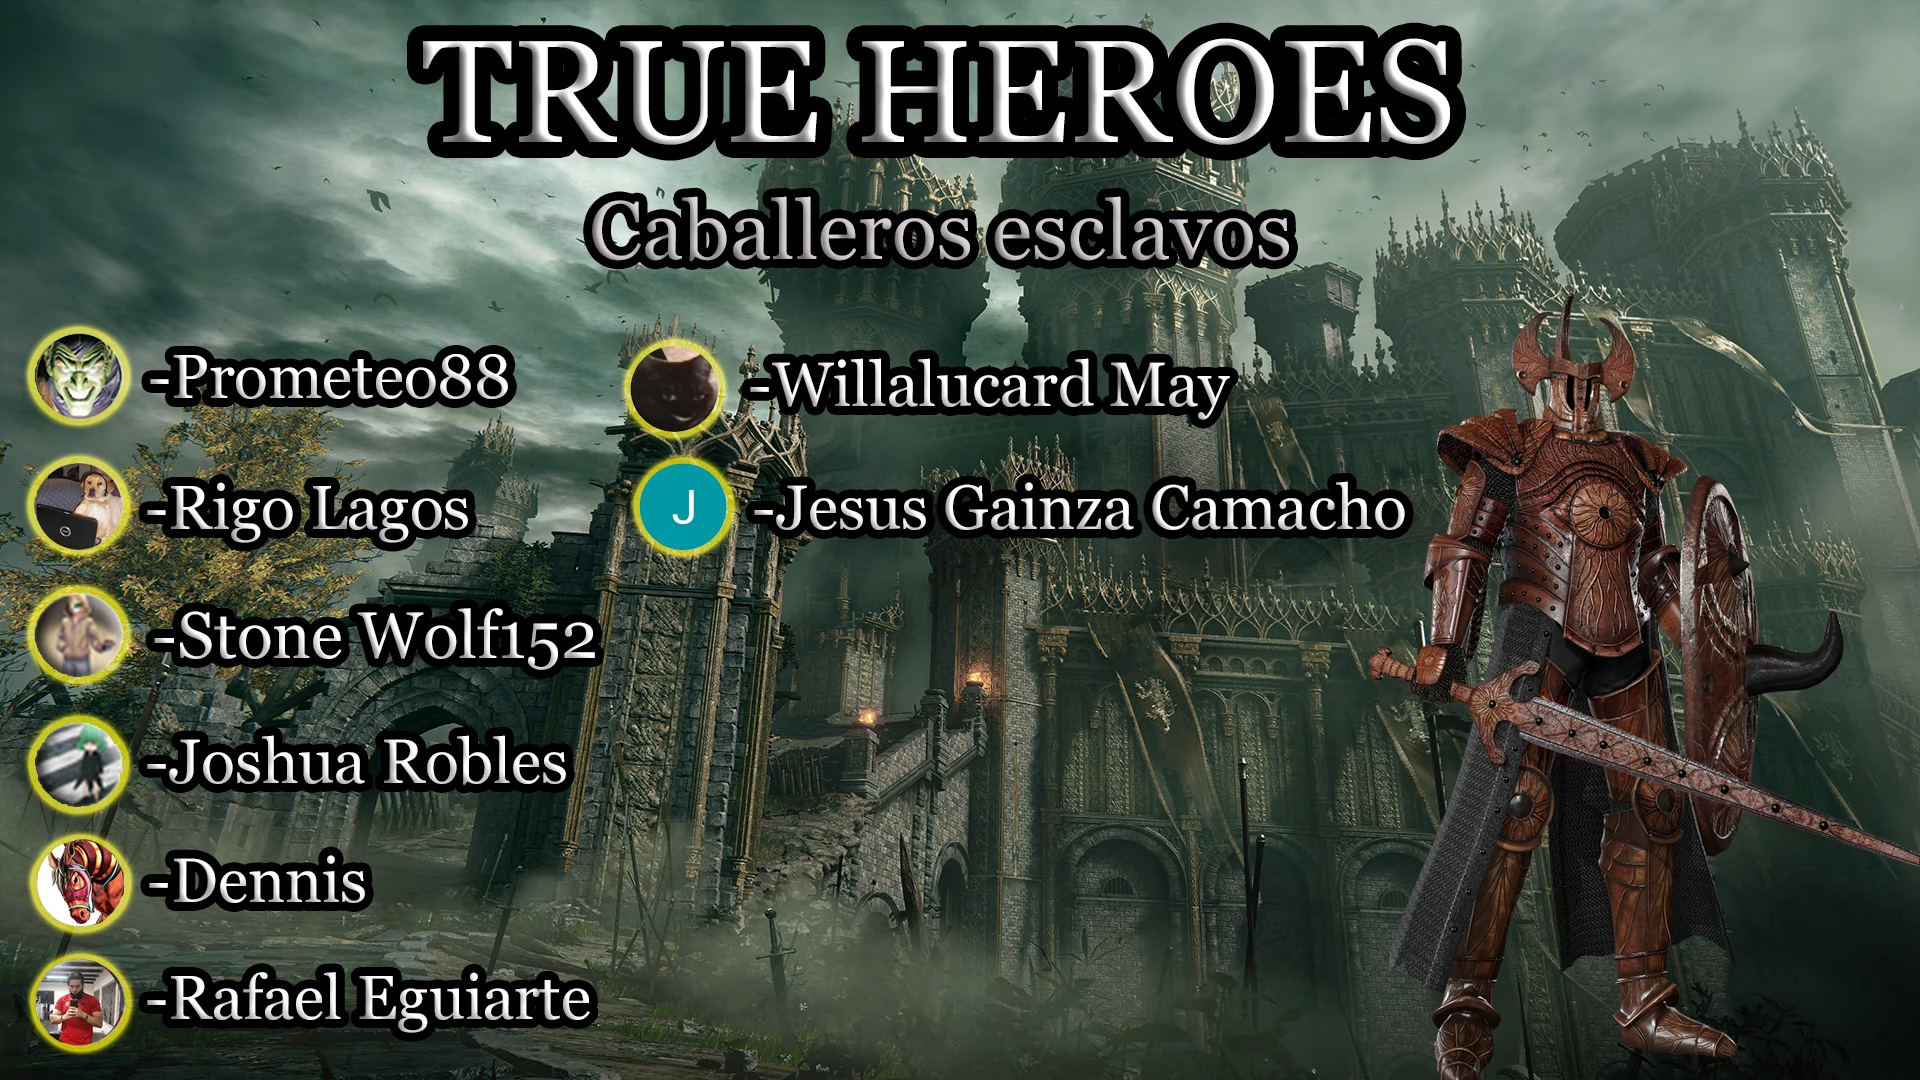 TRUE HEROES
Caballeros esclavos
-Prometeo88
-Rigo Lagos
-Stone Wolf152
-Joshua Robles
-Dennis
-Rafael Eguiarte
-Willalucard May
J
-Jesus Gainza Camacho